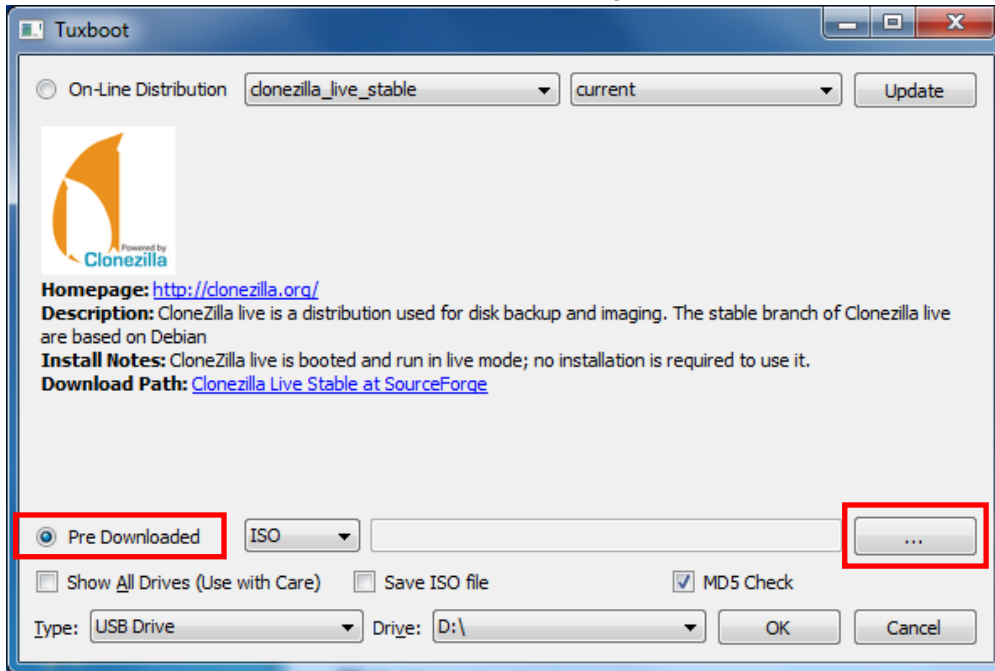 Tuxboot
On-Line Distribution clonezilla_live_stable current Update
Powered by
Clonezilla
Homepage: http://clonezilla.org/
Description: CloneZilla live is a distribution used for disk backup and imaging. The stable branch of Clonezilla live
are based on Debian
Install Notes: CloneZilla live is booted and run in live mode; no installation is required to use it.
Download Path: Clonezilla Live Stable at SourceForge
Pre Downloaded ISO ...
Show All Drives (Use with Care) Save ISO file MD5 Check
Type: USB Drive Drive: D:\ OK Cancel